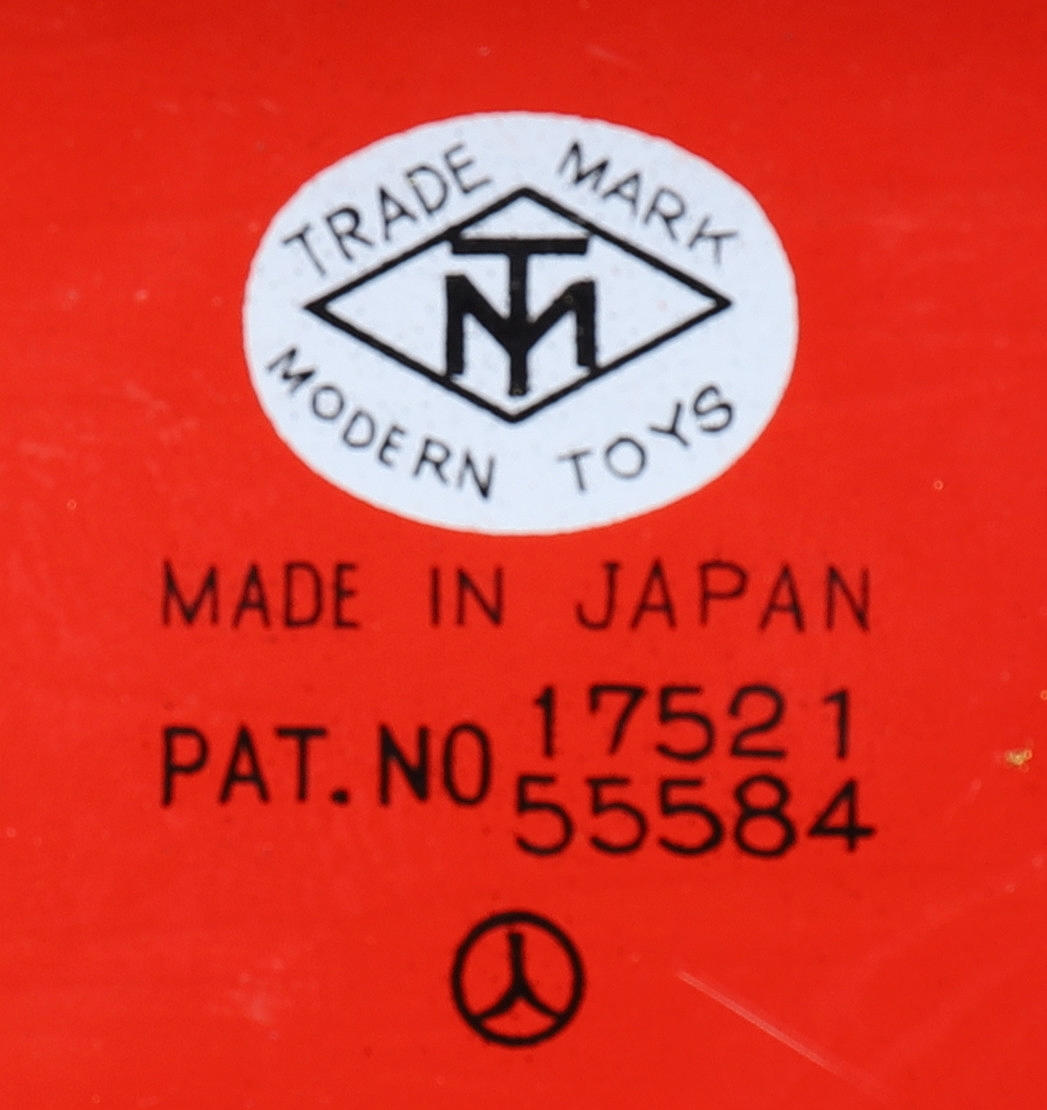 TRADE MARK
TM
MODERN TOYS
MADE IN JAPAN
PAT. NO 17521
55584